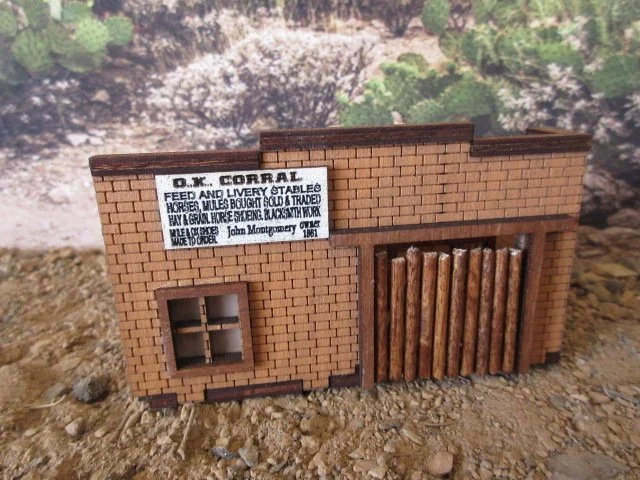 O.K. CORRAL
FEED AND LIVERY STABLES
HORSES, MULES BOUGHT SOLD & TRADED
HAY & GRAIN, HORSE SHOEING, BLACKSMITH WORK
MULE & OX SHOES John Montgomery OWNER
MADE TO ORDER 1881